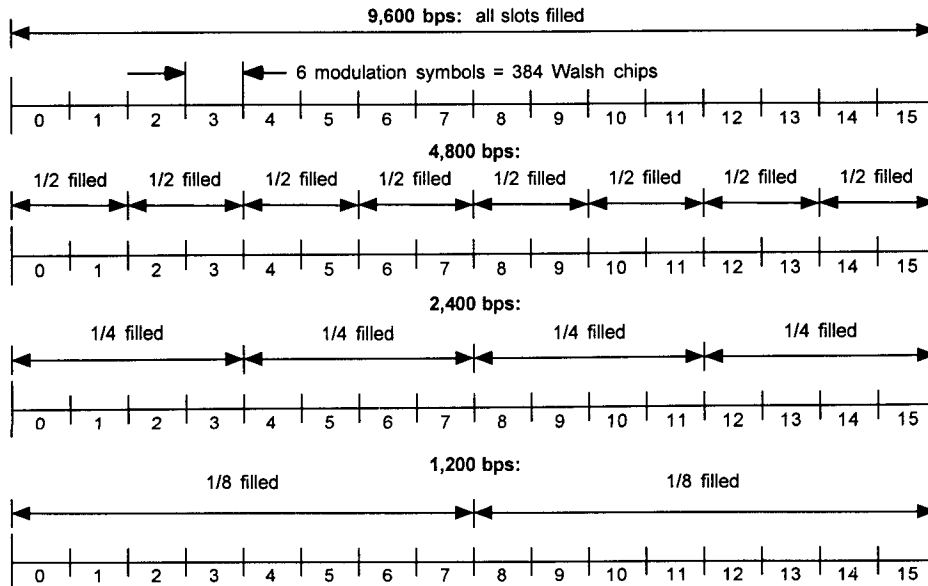 9,600 bps: all slots filled
6 modulation symbols = 384 Walsh chips
0 1 2 3 4 5 6 7 8 9 10 11 12 13 14 15
4,800 bps:
1/2 filled 1/2 filled 1/2 filled 1/2 filled 1/2 filled 1/2 filled 1/2 filled 1/2 filled
0 1 2 3 4 5 6 7 8 9 10 11 12 13 14 15
2,400 bps:
1/4 filled 1/4 filled 1/4 filled 1/4 filled
0 1 2 3 4 5 6 7 8 9 10 11 12 13 14 15
1,200 bps:
1/8 filled 1/8 filled
0 1 2 3 4 5 6 7 8 9 10 11 12 13 14 15